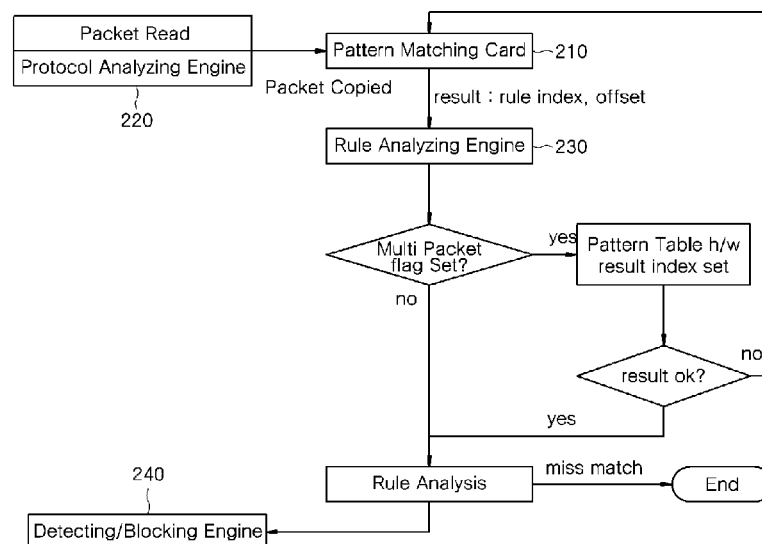 Packet Read
Protocol Analyzing Engine
220
Packet Copied
Pattern Matching Card
210
result : rule index, offset
Rule Analyzing Engine
230
Multi Packet
flag Set?
yes
no
Pattern Table h/w
result index set
result ok?
no
yes
Rule Analysis
miss match
End
240
Detecting/Blocking Engine